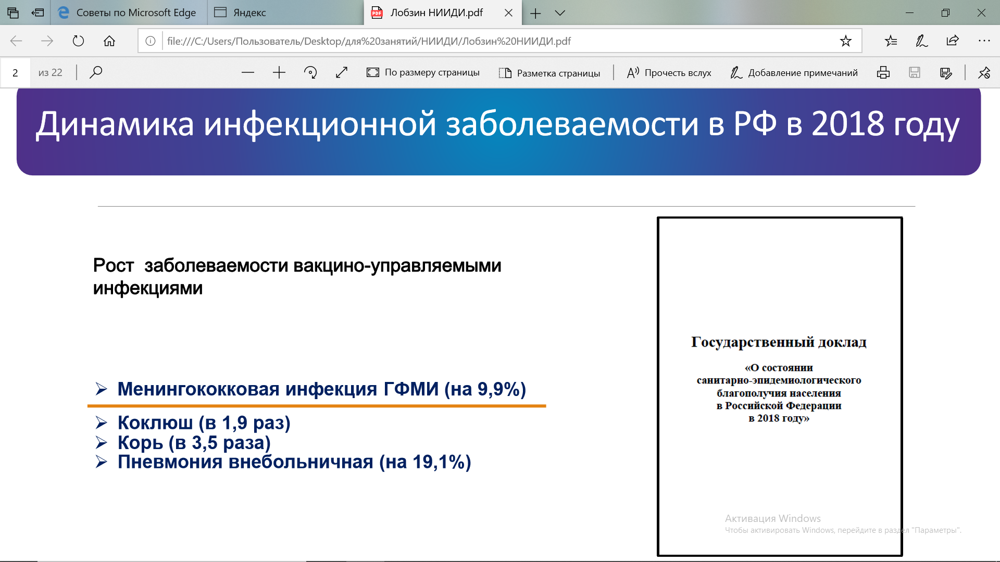 Советы по Microsoft Edge
Яндекс
Лобзин НИИДИ.pdf
file:///C:/Users/Пользователь/Desktop/для%20занятий/НИИДИ/Лобзин%20НИИДИ.pdf
2 из 22
По размеру страницы
Разметка страницы
Прочесть вслух
Добавление примечаний
Динамика инфекционной заболеваемости в РФ в 2018 году
Рост заболеваемости вакцино-управляемыми
инфекциями
Менингококковая инфекция ГФМИ (на 9,9%)
Коклюш (в 1,9 раз)
Корь (в 3,5 раза)
Пневмония внебольничная (на 19,1%)
Государственный доклад
«О состоянии
санитарно-эпидемиологического
благополучия населения
в Российской Федерации
в 2018 году»
Активация Windows
Чтобы активировать Windows, перейдите в раздел "Параметры".